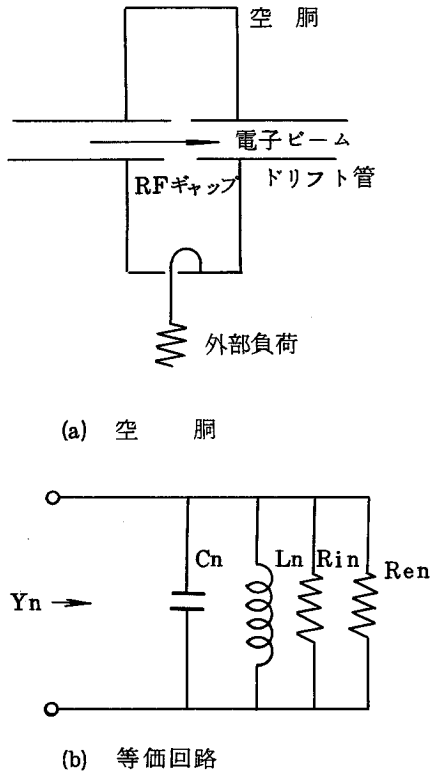 空 胴
電子ビーム
RFギャップ
ドリフト管
外部負荷
(a) 空 胴
Yn
Cn
Ln
Rin
Ren
(b) 等価回路